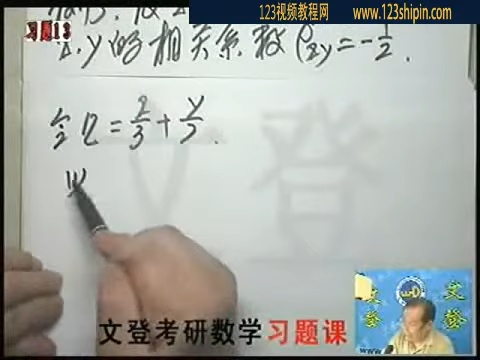 123视频教程网 www.123shipin.com
习题13
y的相关系数ρxy=-1/2.
令Z=Z/3+Y/2.
文登考研数学习题课
文 文
登 登
www